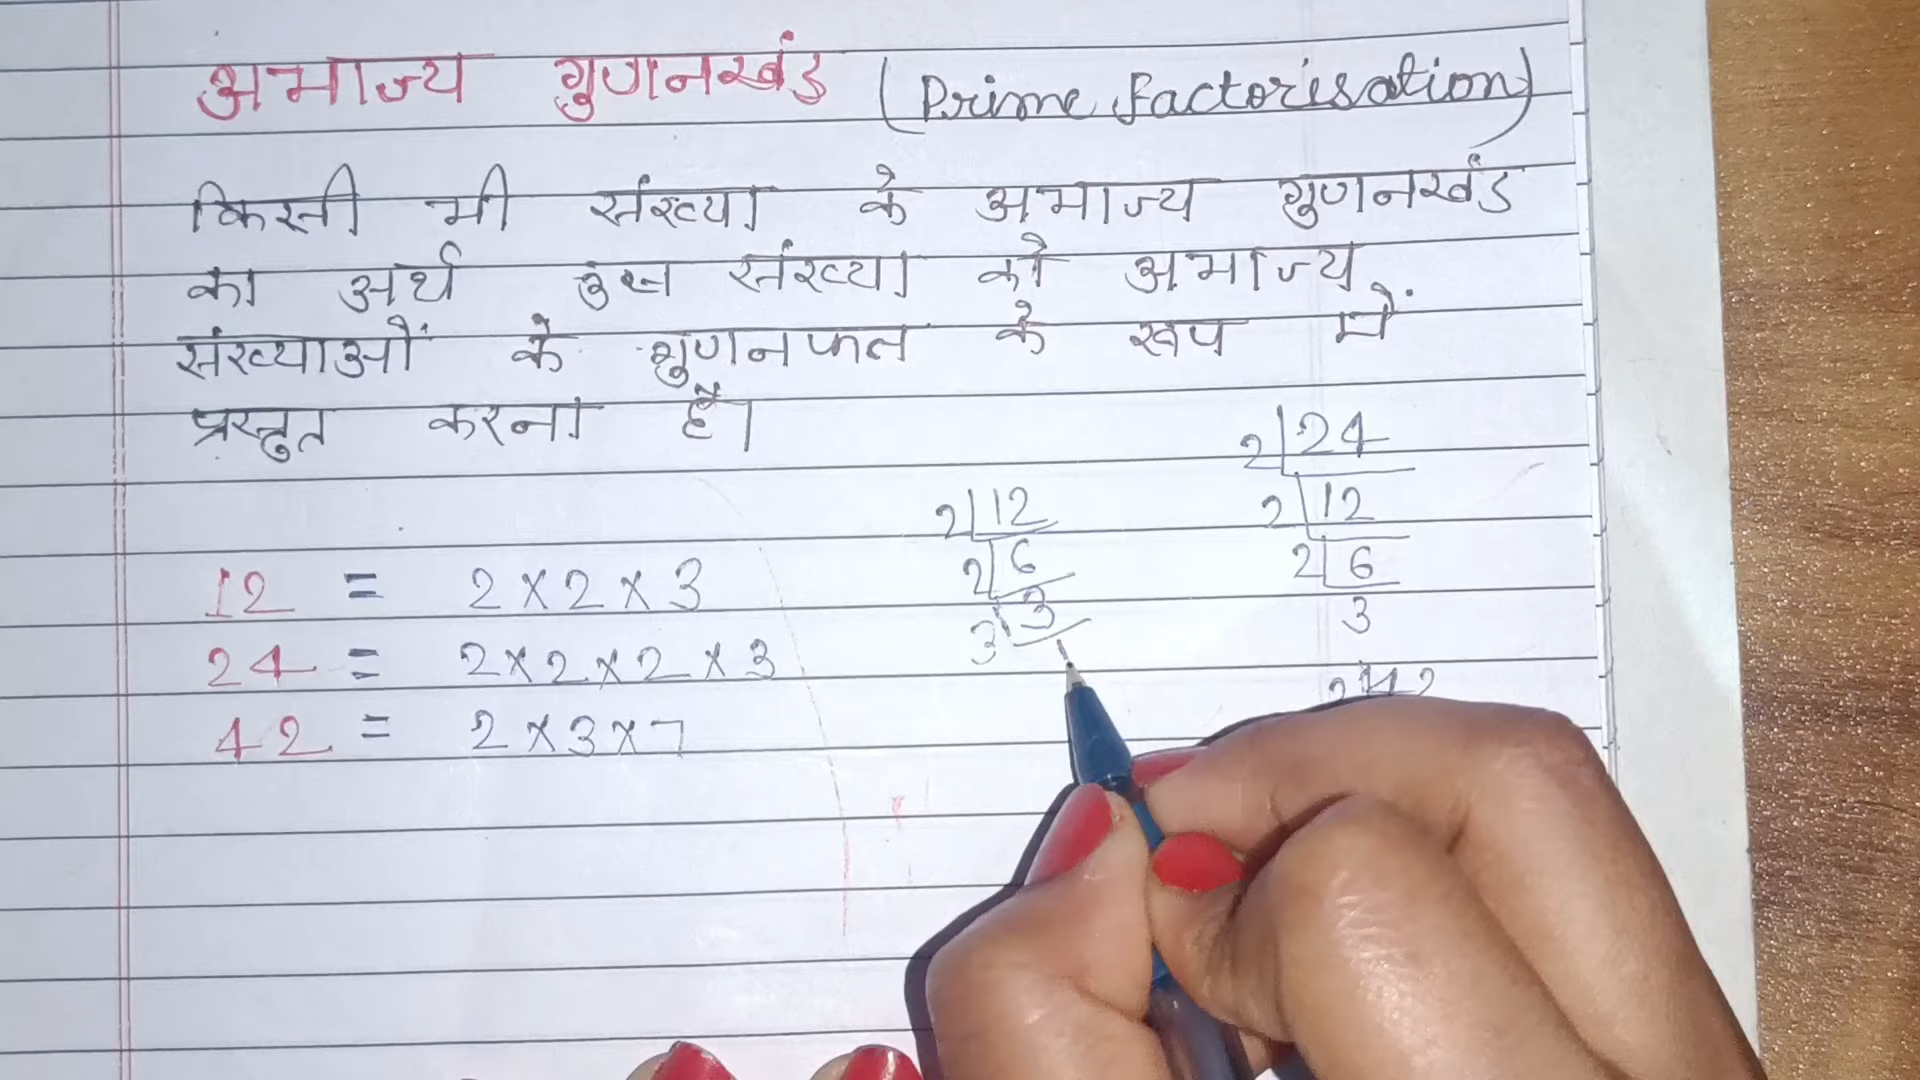 अभाज्य गुणनखंड (Prime factorisation)
किसी भी संख्या के अभाज्य गुणनखंड
का अर्थ उस संख्या को अभाज्य
संख्याओं के गुणनफल के रूप में
प्रस्तुत करना है।
12 = 2×2×3
24 = 2×2×2×3
42 = 2×3×7
2 | 12
2 | 6
3 | 3
1
2 | 24
2 | 12
2 | 6
3